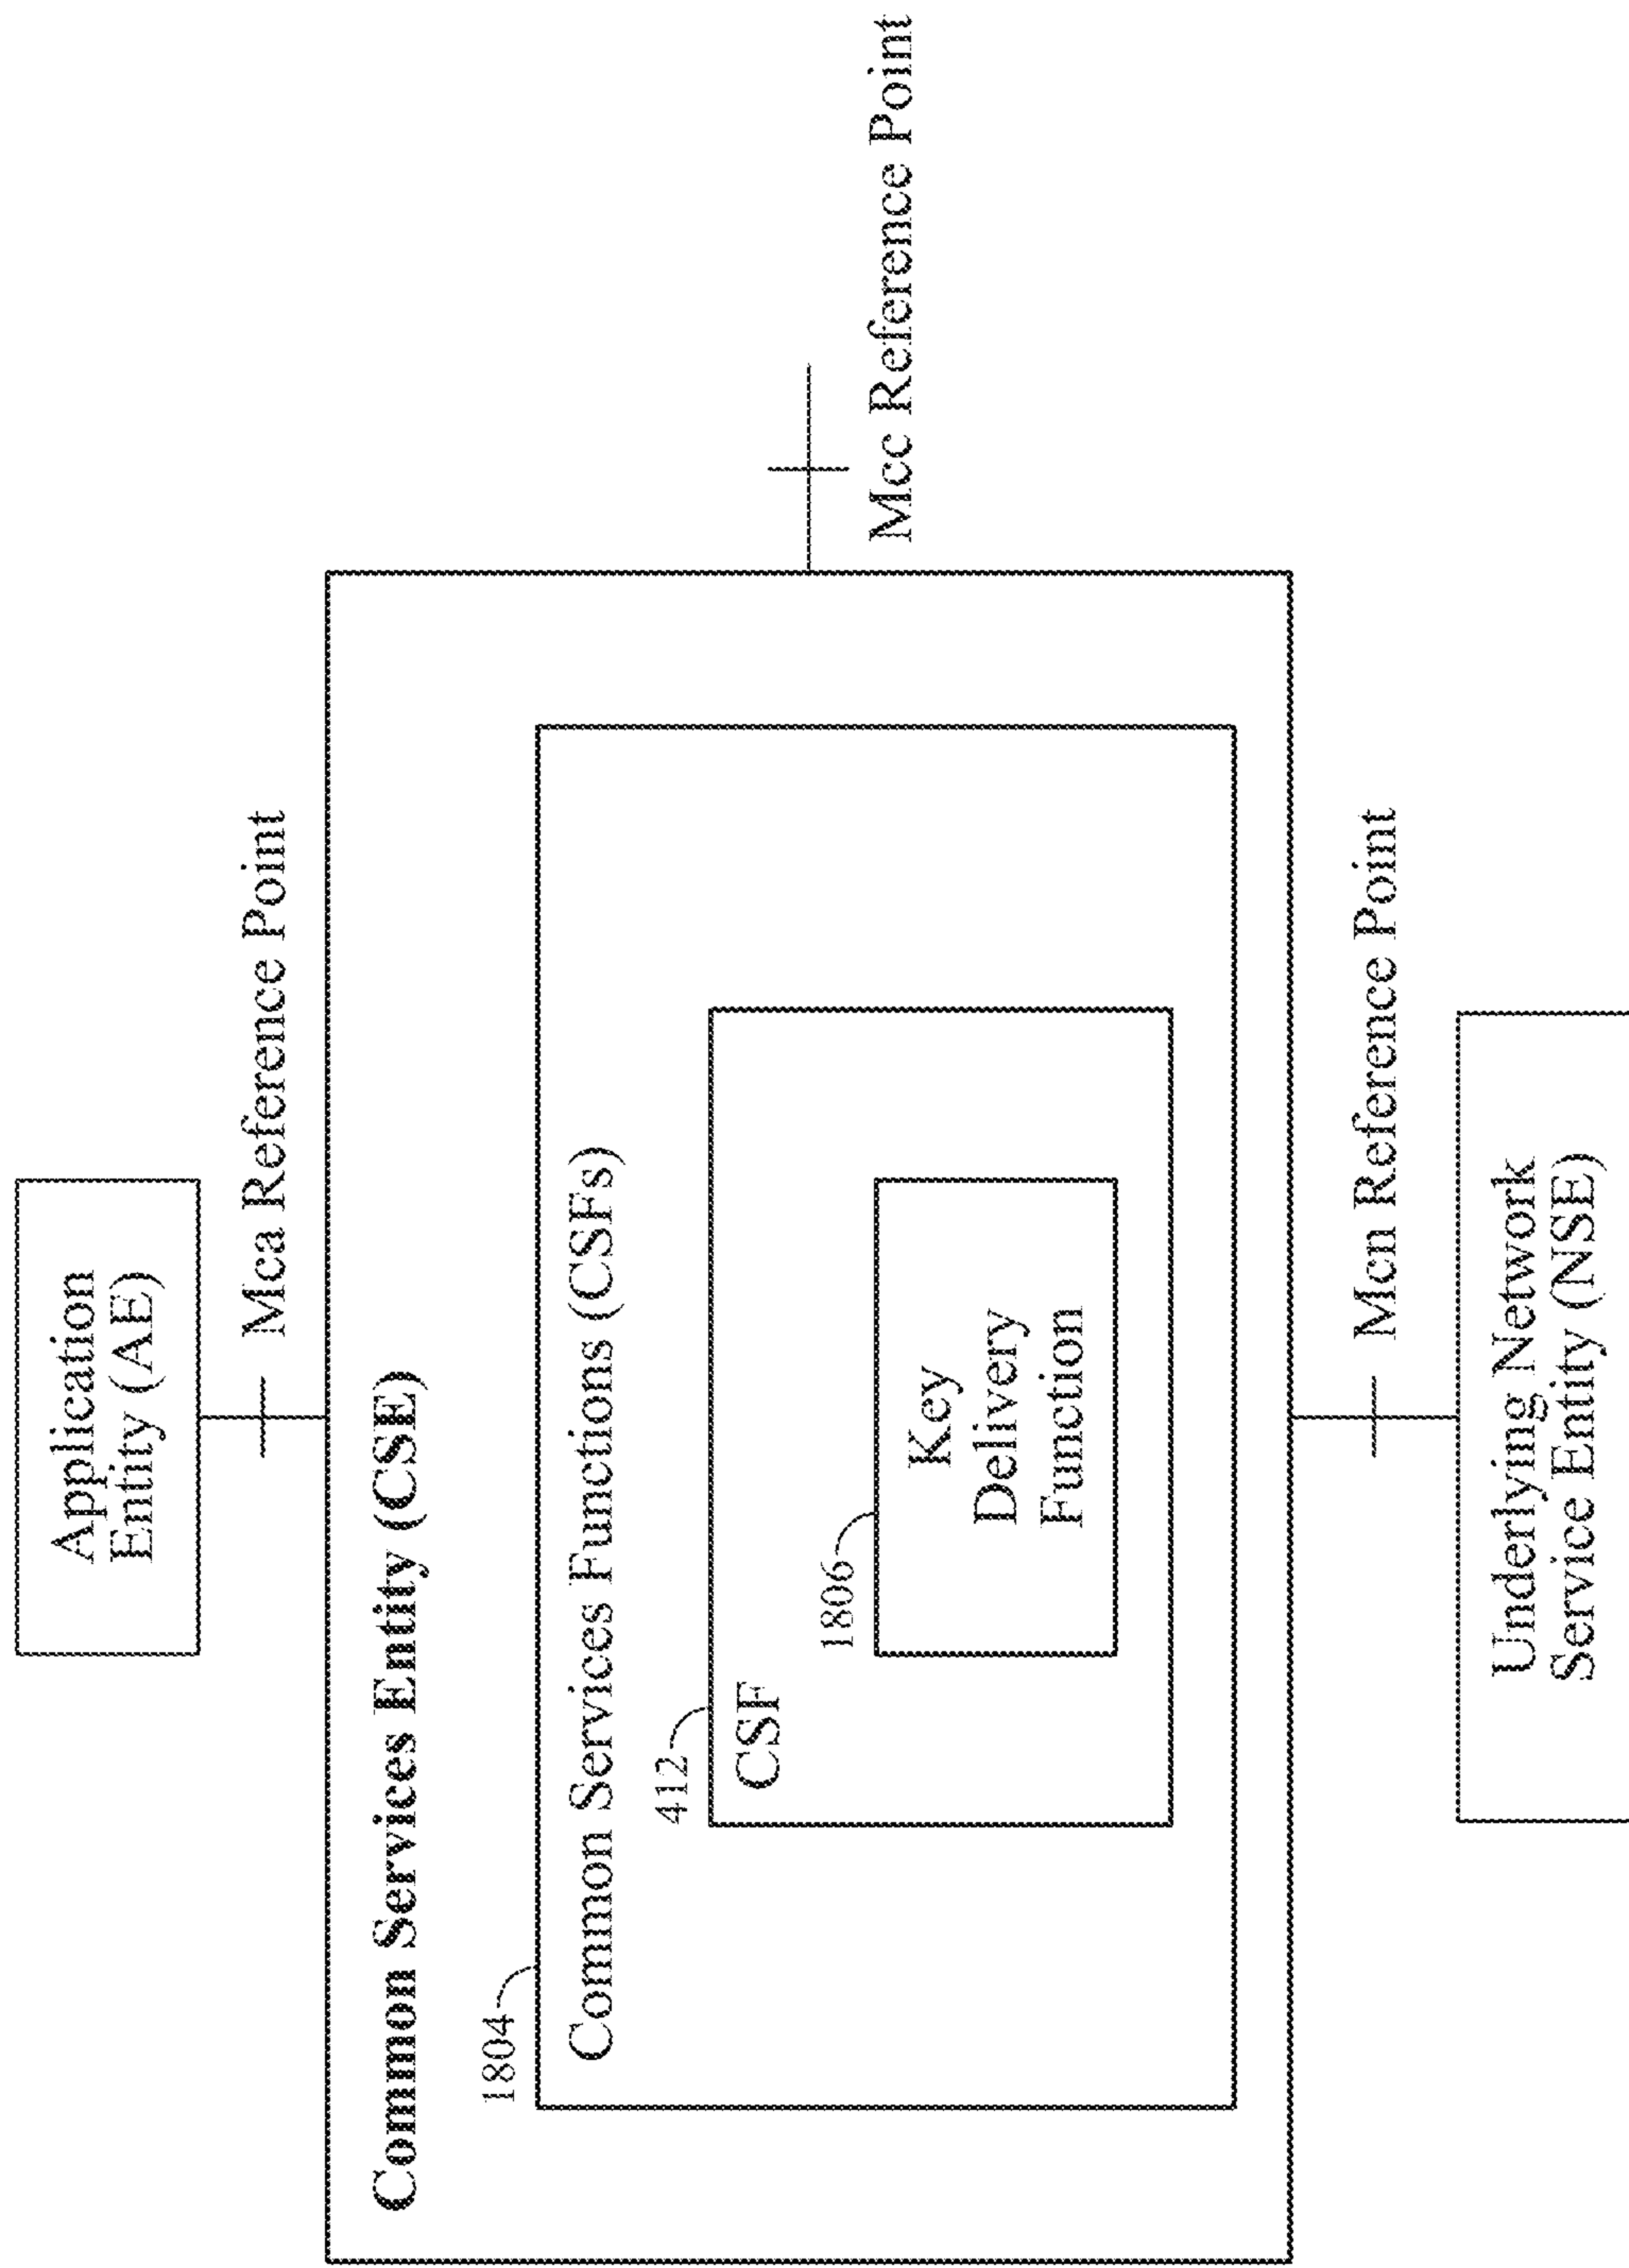 Application
Entity (AE)
Mca Reference Point
Common Services Entity (CSE)
1804
Common Services Functions (CSFs)
412
CSF
1806
Key
Delivery
Function
Mcc Reference Point
Mcn Reference Point
Underlying Network
Service Entity (NSE)